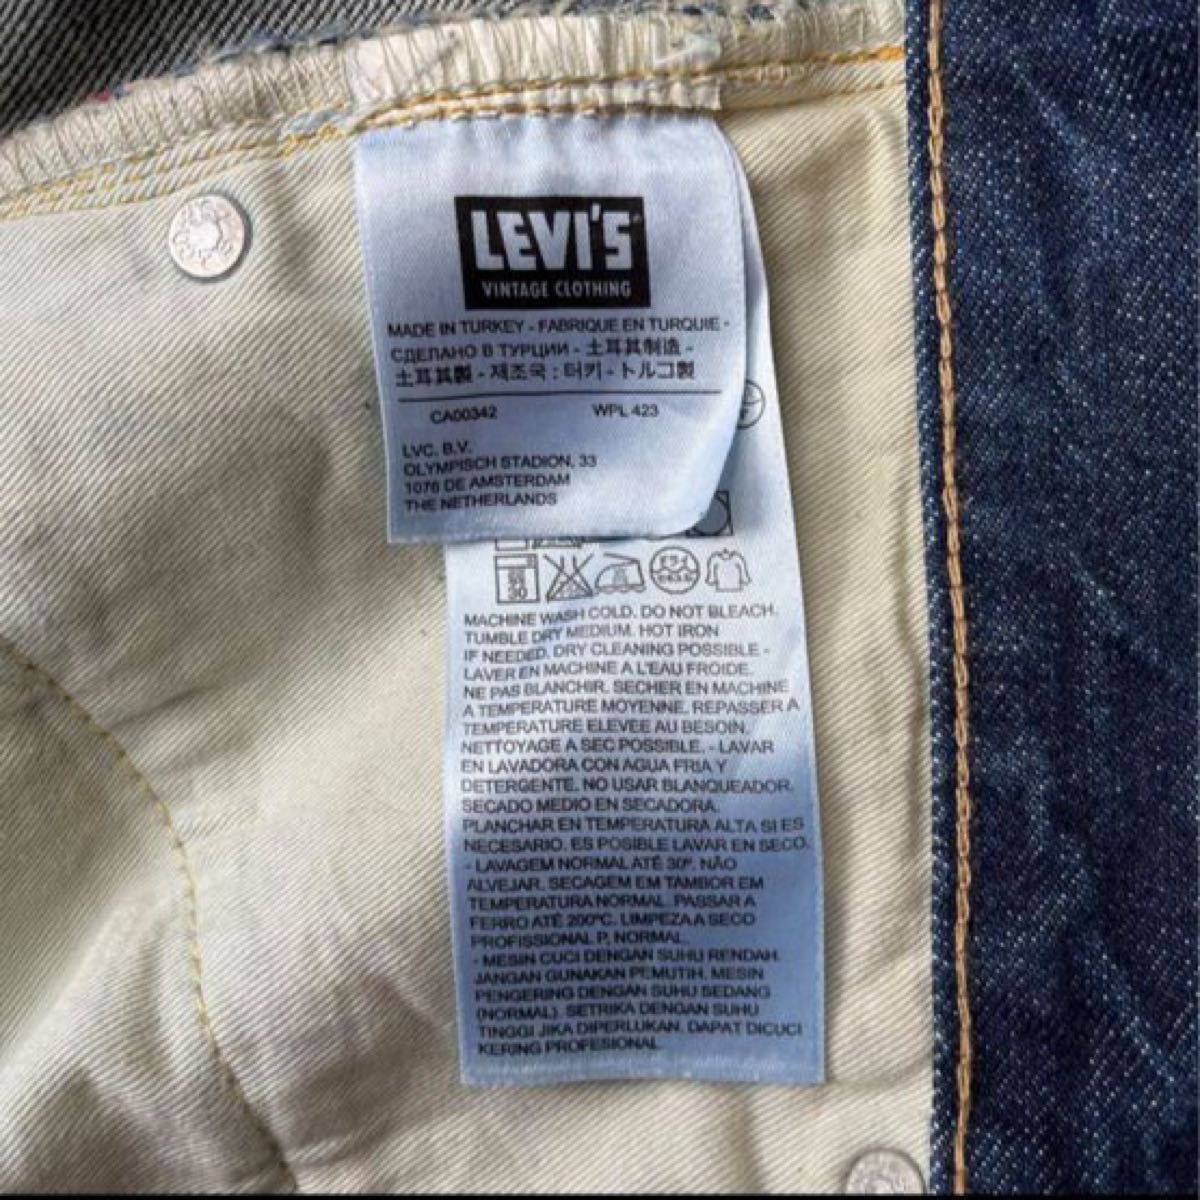 LEVI'S®
VINTAGE CLOTHING
MADE IN TURKEY - FABRIQUE EN TURQUIE -
СДЕЛАНО В ТУРЦИИ - 土耳其制造 -
土耳其製 - 제조국 : 터키 - トルコ製
CA00342 WPL 423
LVC. B.V.
OLYMPISCH STADION, 33
1076 DE AMSTERDAM
THE NETHERLANDS
30
MACHINE WASH COLD. DO NOT BLEACH.
TUMBLE DRY MEDIUM. HOT IRON
IF NEEDED. DRY CLEANING POSSIBLE -
LAVER EN MACHINE A L'EAU FROIDE.
NE PAS BLANCHIR. SECHER EN MACHINE
A TEMPERATURE MOYENNE. REPASSER A
TEMPERATURE ELEVEE AU BESOIN.
NETTOYAGE A SEC POSSIBLE. - LAVAR
EN LAVADORA CON AGUA FRIA Y
DETERGENTE. NO USAR BLANQUEADOR.
SECADO MEDIO EN SECADORA.
PLANCHAR EN TEMPERATURA ALTA SI ES
NECESARIO. ES POSIBLE LAVAR EN SECO.
- LAVAGEM NORMAL ATÉ 30º. NÃO
ALVEJAR. SECAGEM EM TAMBOR EM
TEMPERATURA NORMAL. PASSAR A
FERRO ATÉ 200ºC. LIMPEZA A SECO
PROFISSIONAL P, NORMAL.
- MESIN CUCI DENGAN SUHU RENDAH.
JANGAN GUNAKAN PEMUTIH. MESIN
PENGERING DENGAN SUHU SEDANG
(NORMAL). SETRIKA DENGAN SUHU
TINGGI JIKA DIPERLUKAN. DAPAT DICUCI
KERING PROFESIONAL.